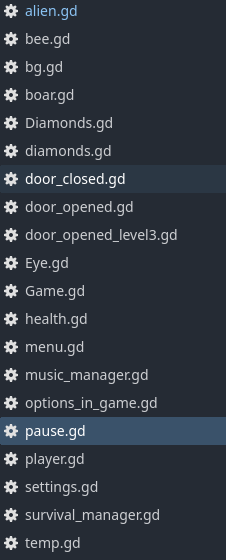 alien.gd
bee.gd
bg.gd
boar.gd
Diamonds.gd
diamonds.gd
door_closed.gd
door_opened.gd
door_opened_level3.gd
Eye.gd
Game.gd
health.gd
menu.gd
music_manager.gd
options_in_game.gd
pause.gd
player.gd
settings.gd
survival_manager.gd
temp.gd